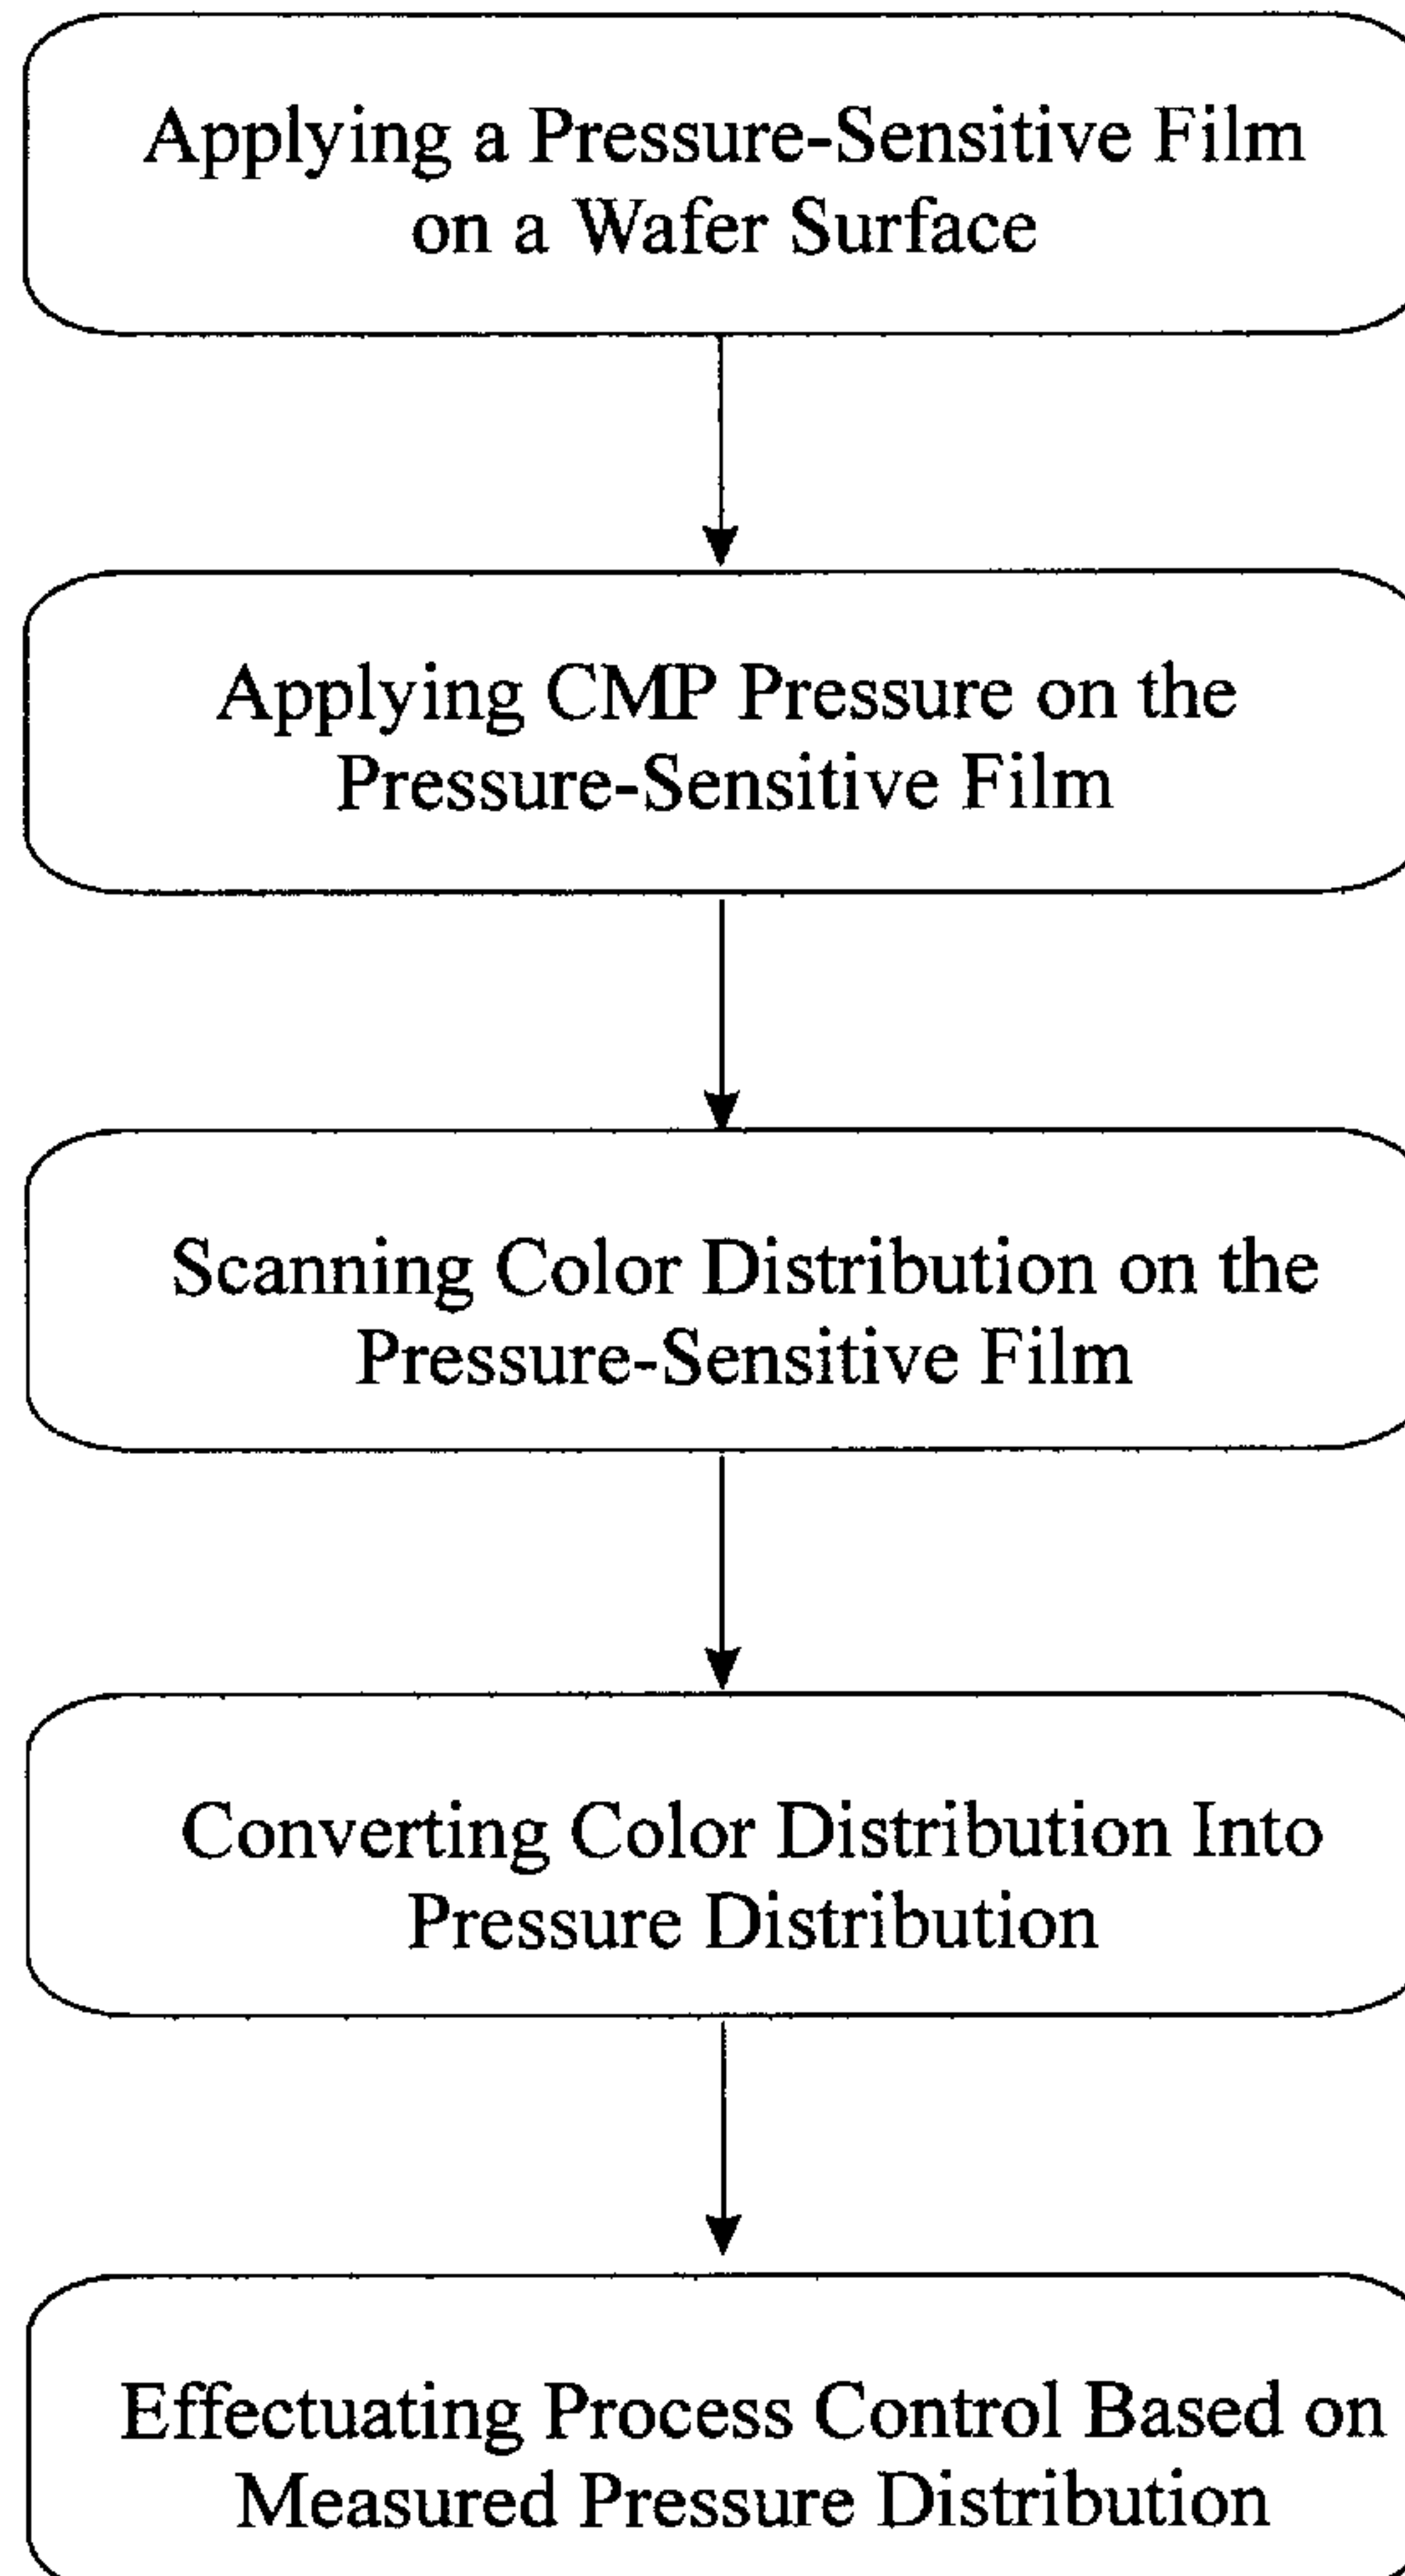 Applying a Pressure-Sensitive Film
on a Wafer Surface
Applying CMP Pressure on the
Pressure-Sensitive Film
Scanning Color Distribution on the
Pressure-Sensitive Film
Converting Color Distribution Into
Pressure Distribution
Effectuating Process Control Based on
Measured Pressure Distribution